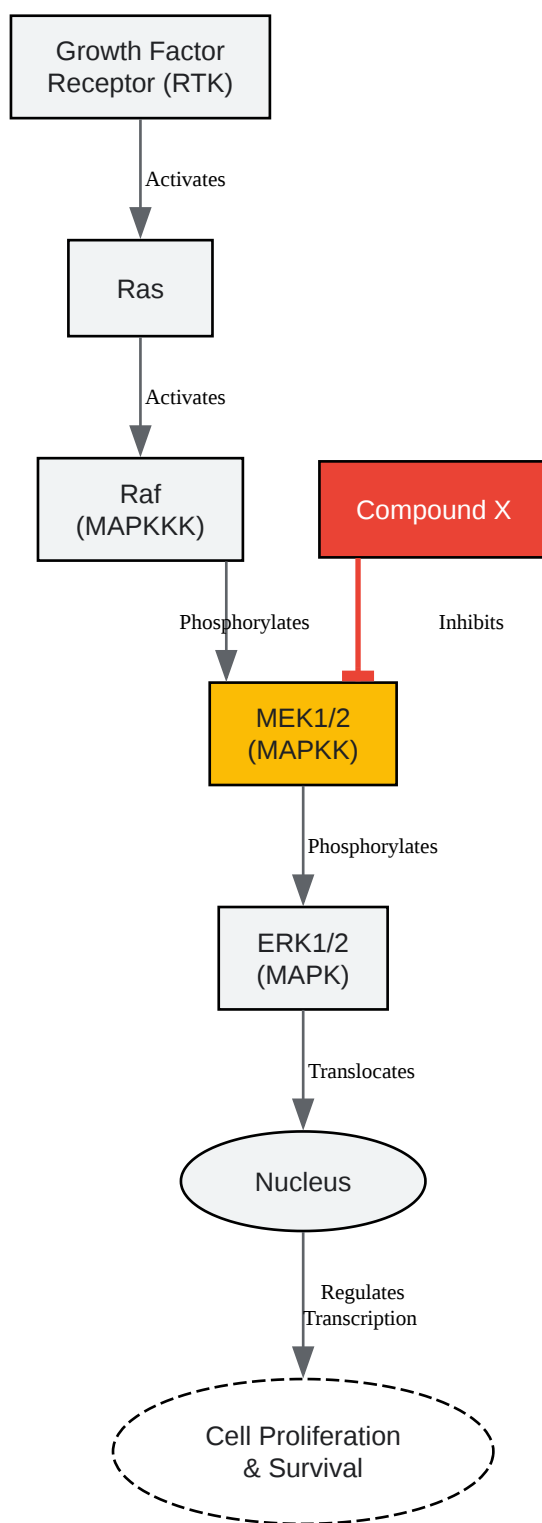 Growth Factor
Receptor (RTK)
Activates
Ras
Activates
Raf
(MAPKKK)
Compound X
Phosphorylates
Inhibits
MEK1/2
(MAPKK)
Phosphorylates
ERK1/2
(MAPK)
Translocates
Nucleus
Regulates
Transcription
Cell Proliferation
& Survival